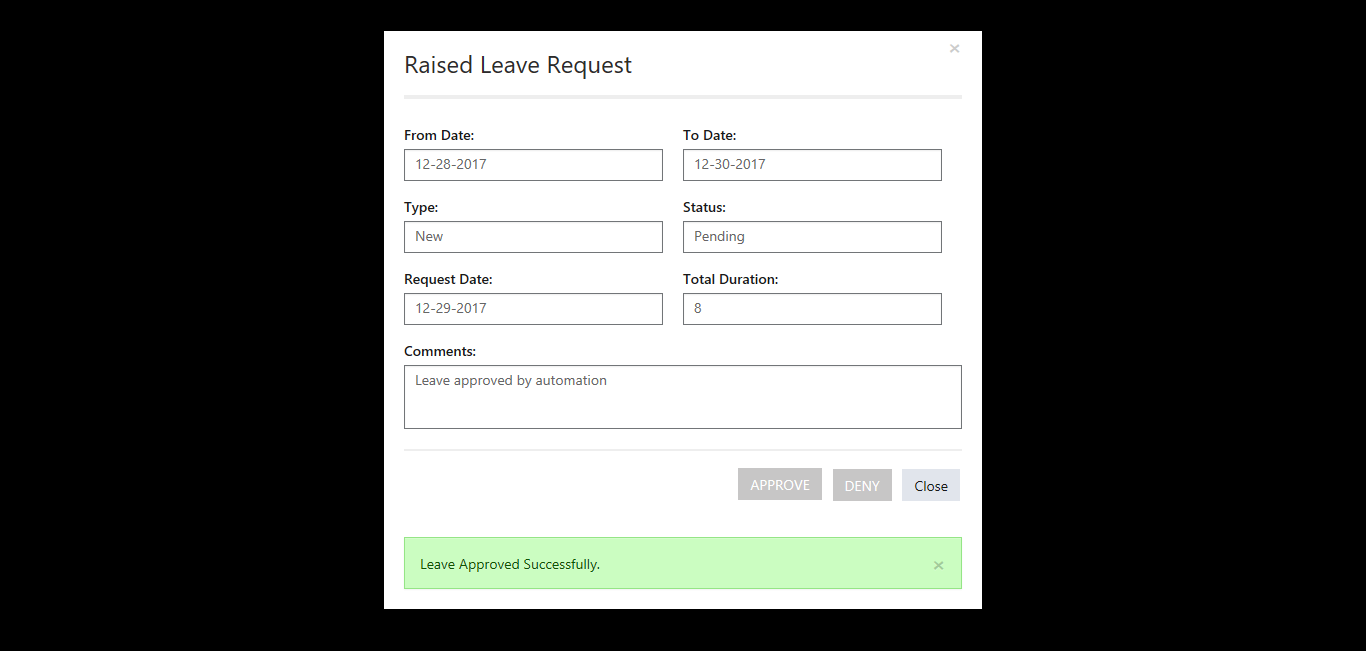 ×
Raised Leave Request
From Date: To Date:
12-28-2017 12-30-2017
Type: Status:
New Pending
Request Date: Total Duration:
12-29-2017 8
Comments:
Leave approved by automation
APPROVE DENY Close
Leave Approved Successfully. ×